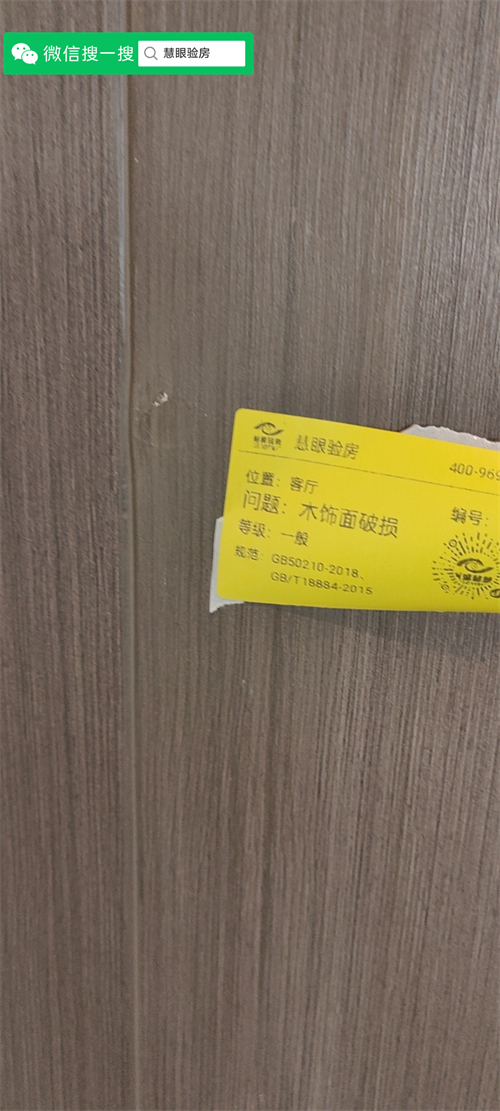 微信搜一搜 慧眼验房
慧眼验房
400-969
位置：客厅
问题：木饰面破损
编号：
等级：一般
规范：GB50210-2018、
GB/T18884-2015